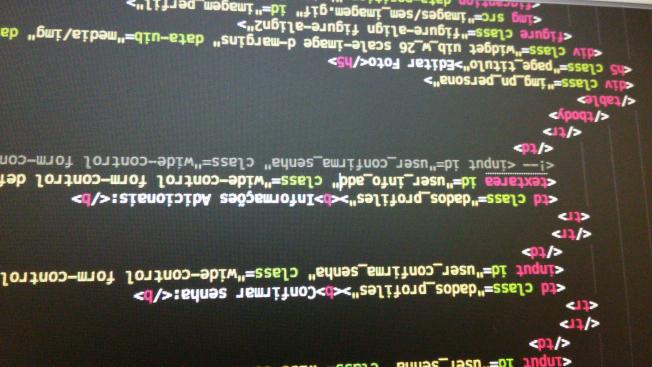 <input id="user_senha" class=
</td>
</tr>
<tr>
<td class="dados_profiles"><b>Confirmar senha:</b>
<input id="user_confirma_senha" class="wide-control form-control
</td>
</tr>
<tr>
<td class="dados_profiles"><b>Informações Adicionais:</b>
<textarea id="user_info_add" class="wide-control form-control def
<!-- <input id="user_confirma_senha" class="wide-control form-con
</td>
</tr>
</tbody>
</table>
<div class="img_pn_persona">
<h5 class="page_titulo">Editar Foto</h5>
<div class="widget uib_w_26 scale-image d-margins" data-uib="media/img" da
<figure class="figure-align figure-align2">
<img src="images/sem_imagem.gif" id="imagem_perfil">
<figcaption data-position=